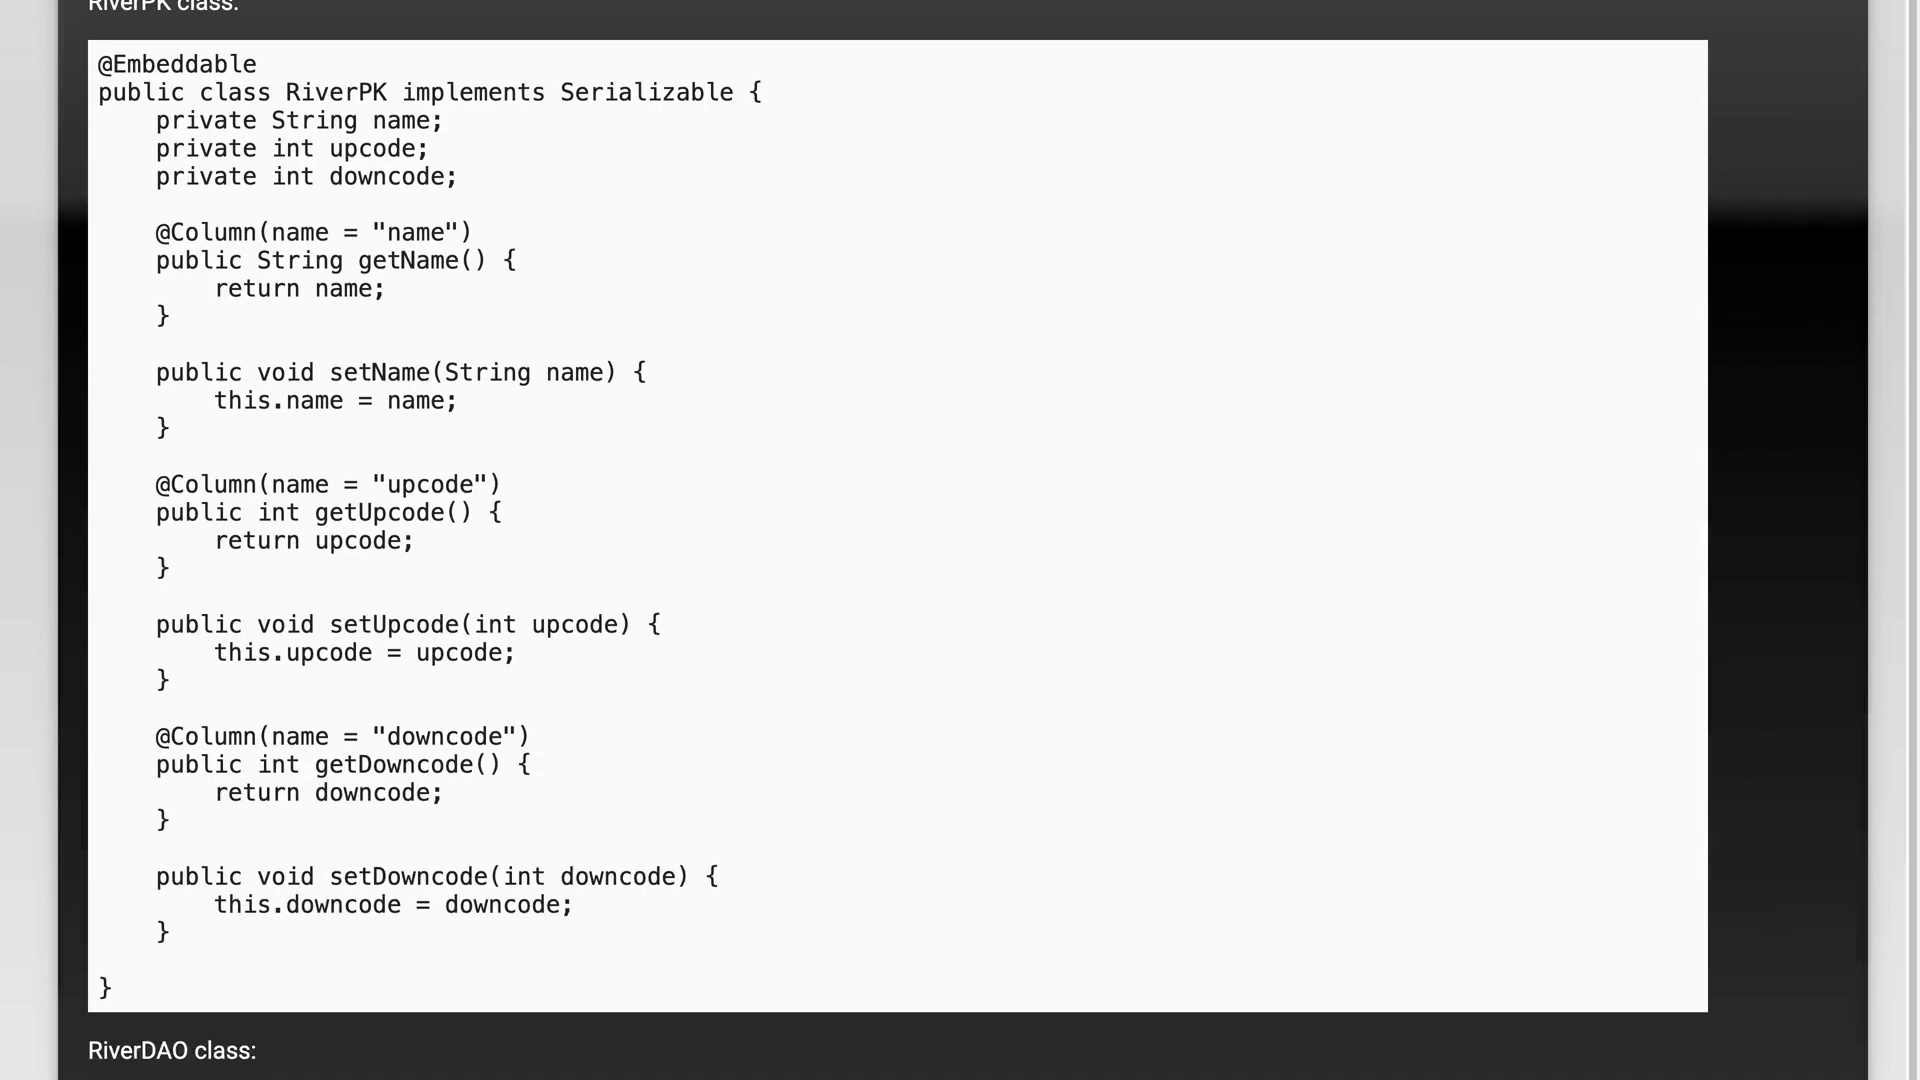 RiverPK class:
@Embeddable
public class RiverPK implements Serializable {
    private String name;
    private int upcode;
    private int downcode;

    @Column(name = "name")
    public String getName() {
        return name;
    }

    public void setName(String name) {
        this.name = name;
    }

    @Column(name = "upcode")
    public int getUpcode() {
        return upcode;
    }

    public void setUpcode(int upcode) {
        this.upcode = upcode;
    }

    @Column(name = "downcode")
    public int getDowncode() {
        return downcode;
    }

    public void setDowncode(int downcode) {
        this.downcode = downcode;
    }

}
RiverDAO class: